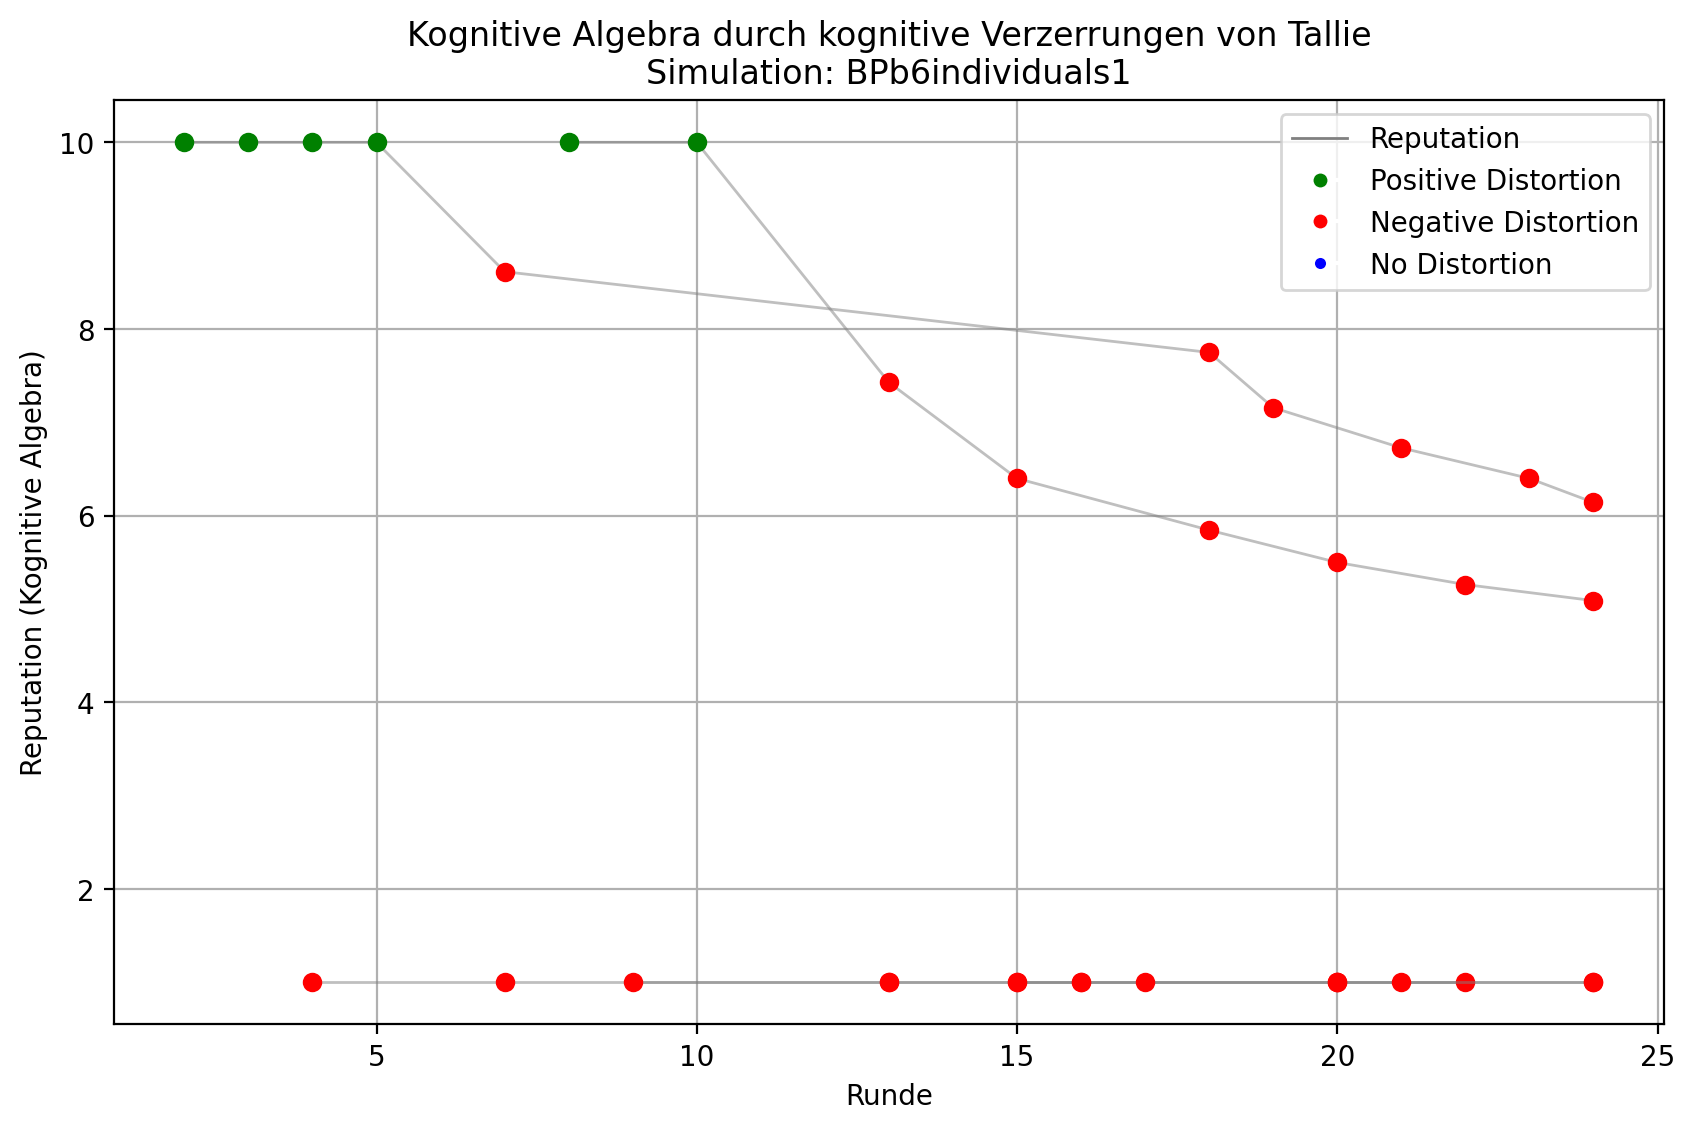 Kognitive Algebra durch kognitive Verzerrungen von Tallie
Simulation: BPb6individuals1
Reputation
Positive Distortion
Negative Distortion
No Distortion
Reputation (Kognitive Algebra)
10
8
6
4
2
5
10
15
20
25
Runde